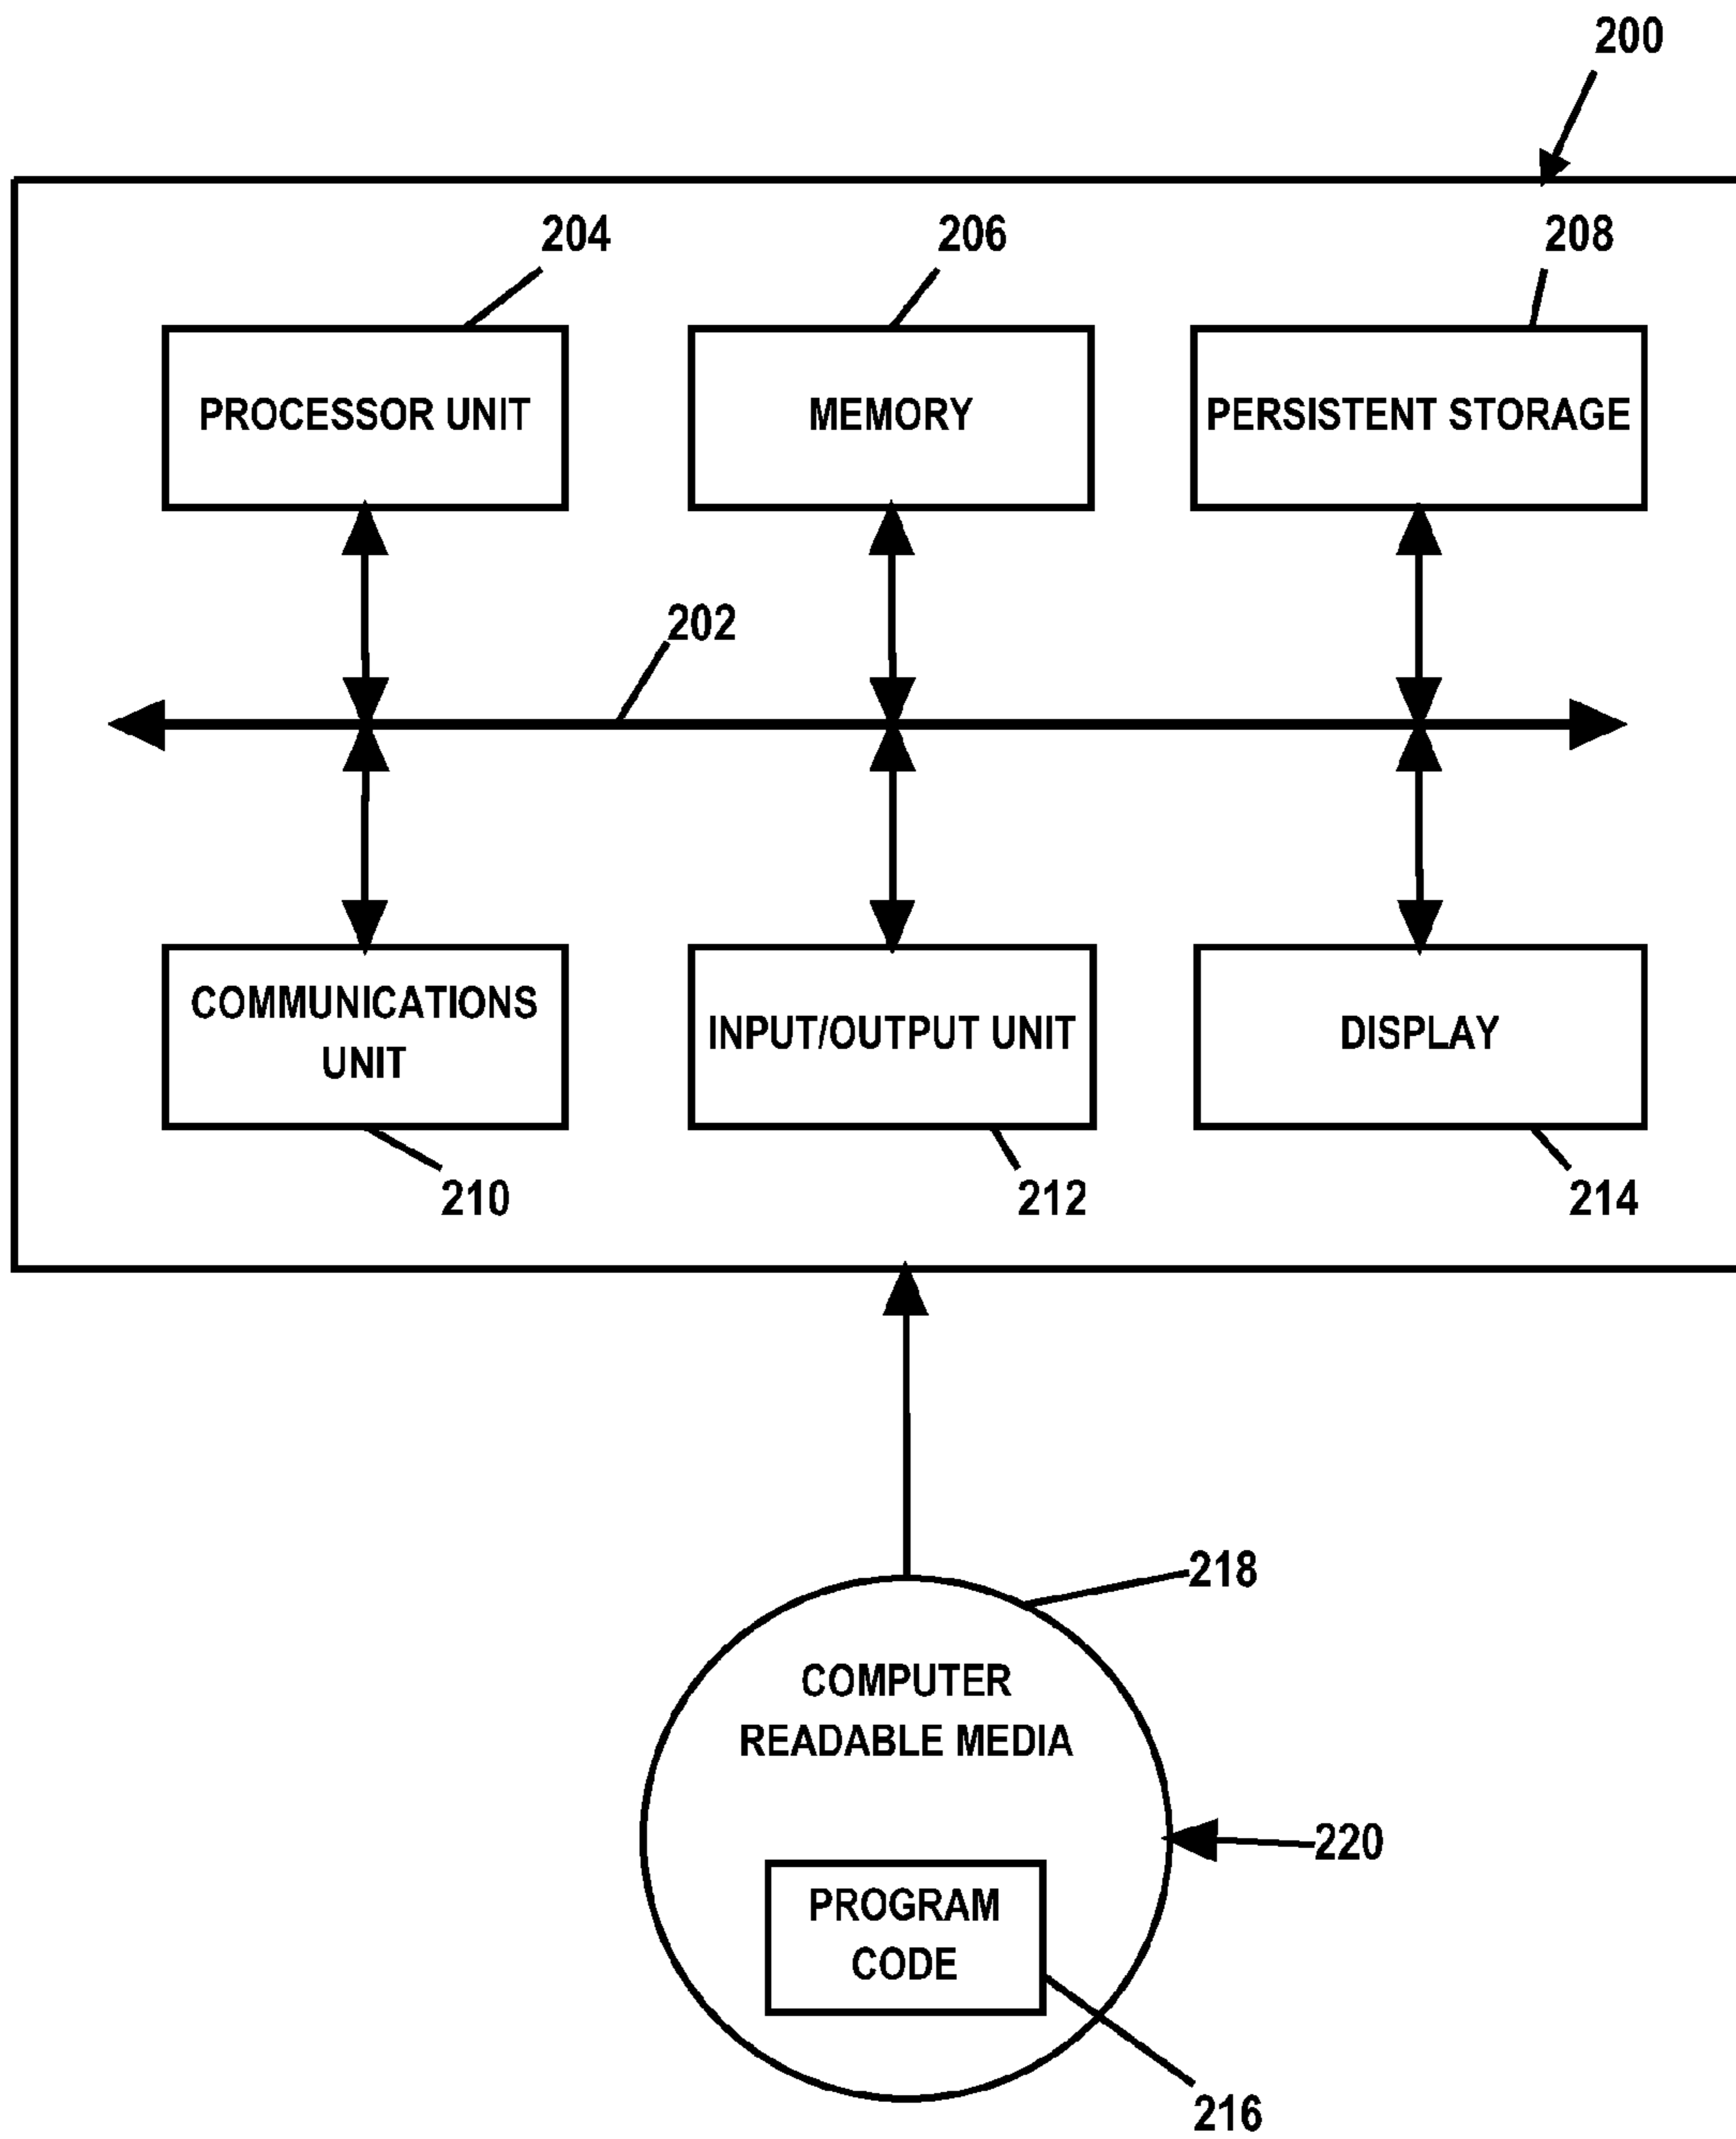 200
204
206
208
PROCESSOR UNIT
MEMORY
PERSISTENT STORAGE
202
COMMUNICATIONS
UNIT
INPUT/OUTPUT UNIT
DISPLAY
210
212
214
218
COMPUTER
READABLE MEDIA
220
PROGRAM
CODE
216